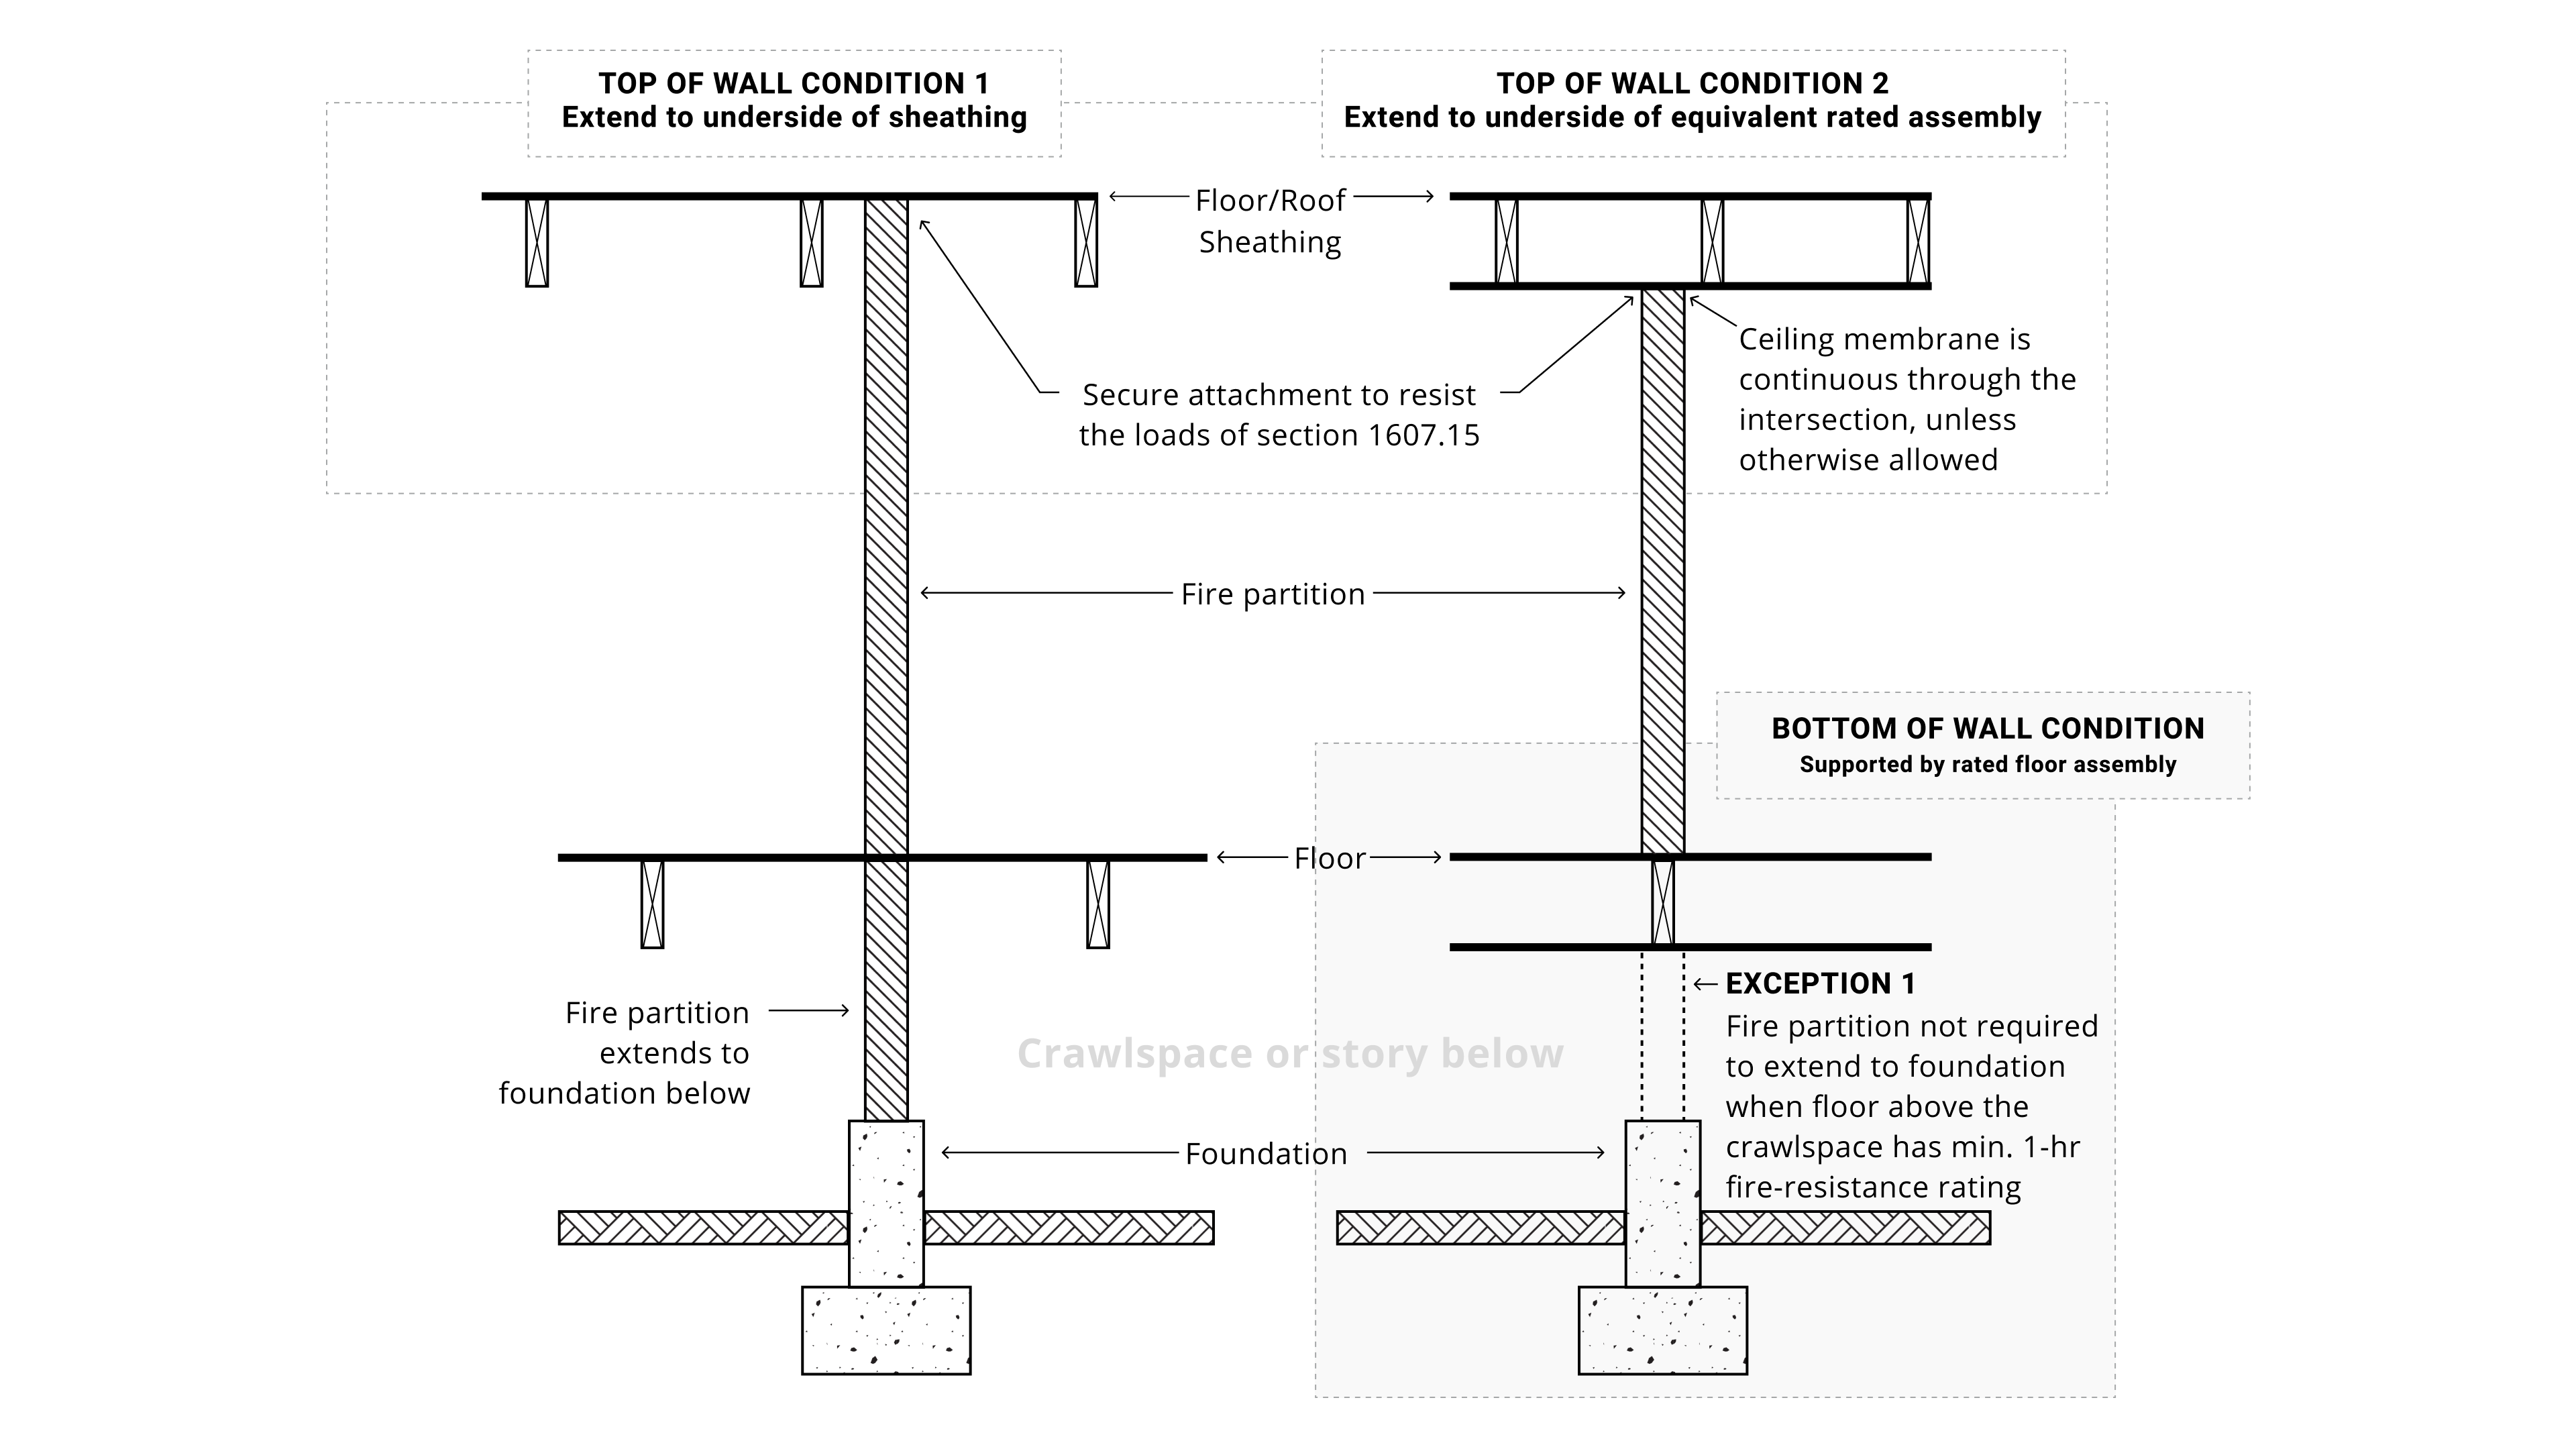 TOP OF WALL CONDITION 1
Extend to underside of sheathing
TOP OF WALL CONDITION 2
Extend to underside of equivalent rated assembly
Floor/Roof
Sheathing
Secure attachment to resist
the loads of section 1607.15
Ceiling membrane is
continuous through the
intersection, unless
otherwise allowed
Fire partition
BOTTOM OF WALL CONDITION
Supported by rated floor assembly
Floor
Fire partition
extends to
foundation below
Crawlspace or story below
EXCEPTION 1
Fire partition not required
to extend to foundation
when floor above the
crawlspace has min. 1-hr
fire-resistance rating
Foundation